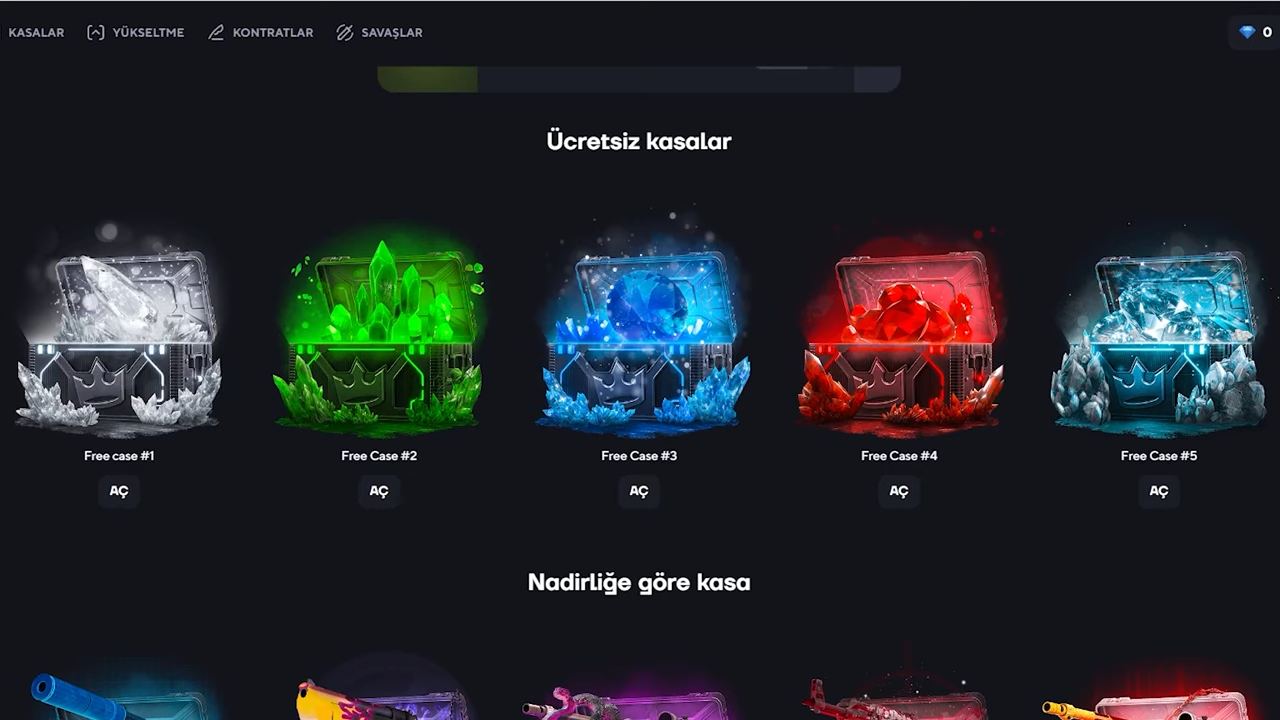 KASALAR YÜKSELTME KONTRATLAR SAVAŞLAR 0
Ücretsiz kasalar
Free case #1 Free Case #2 Free Case #3 Free Case #4 Free Case #5
AÇ AÇ AÇ AÇ AÇ
Nadirliğe göre kasa